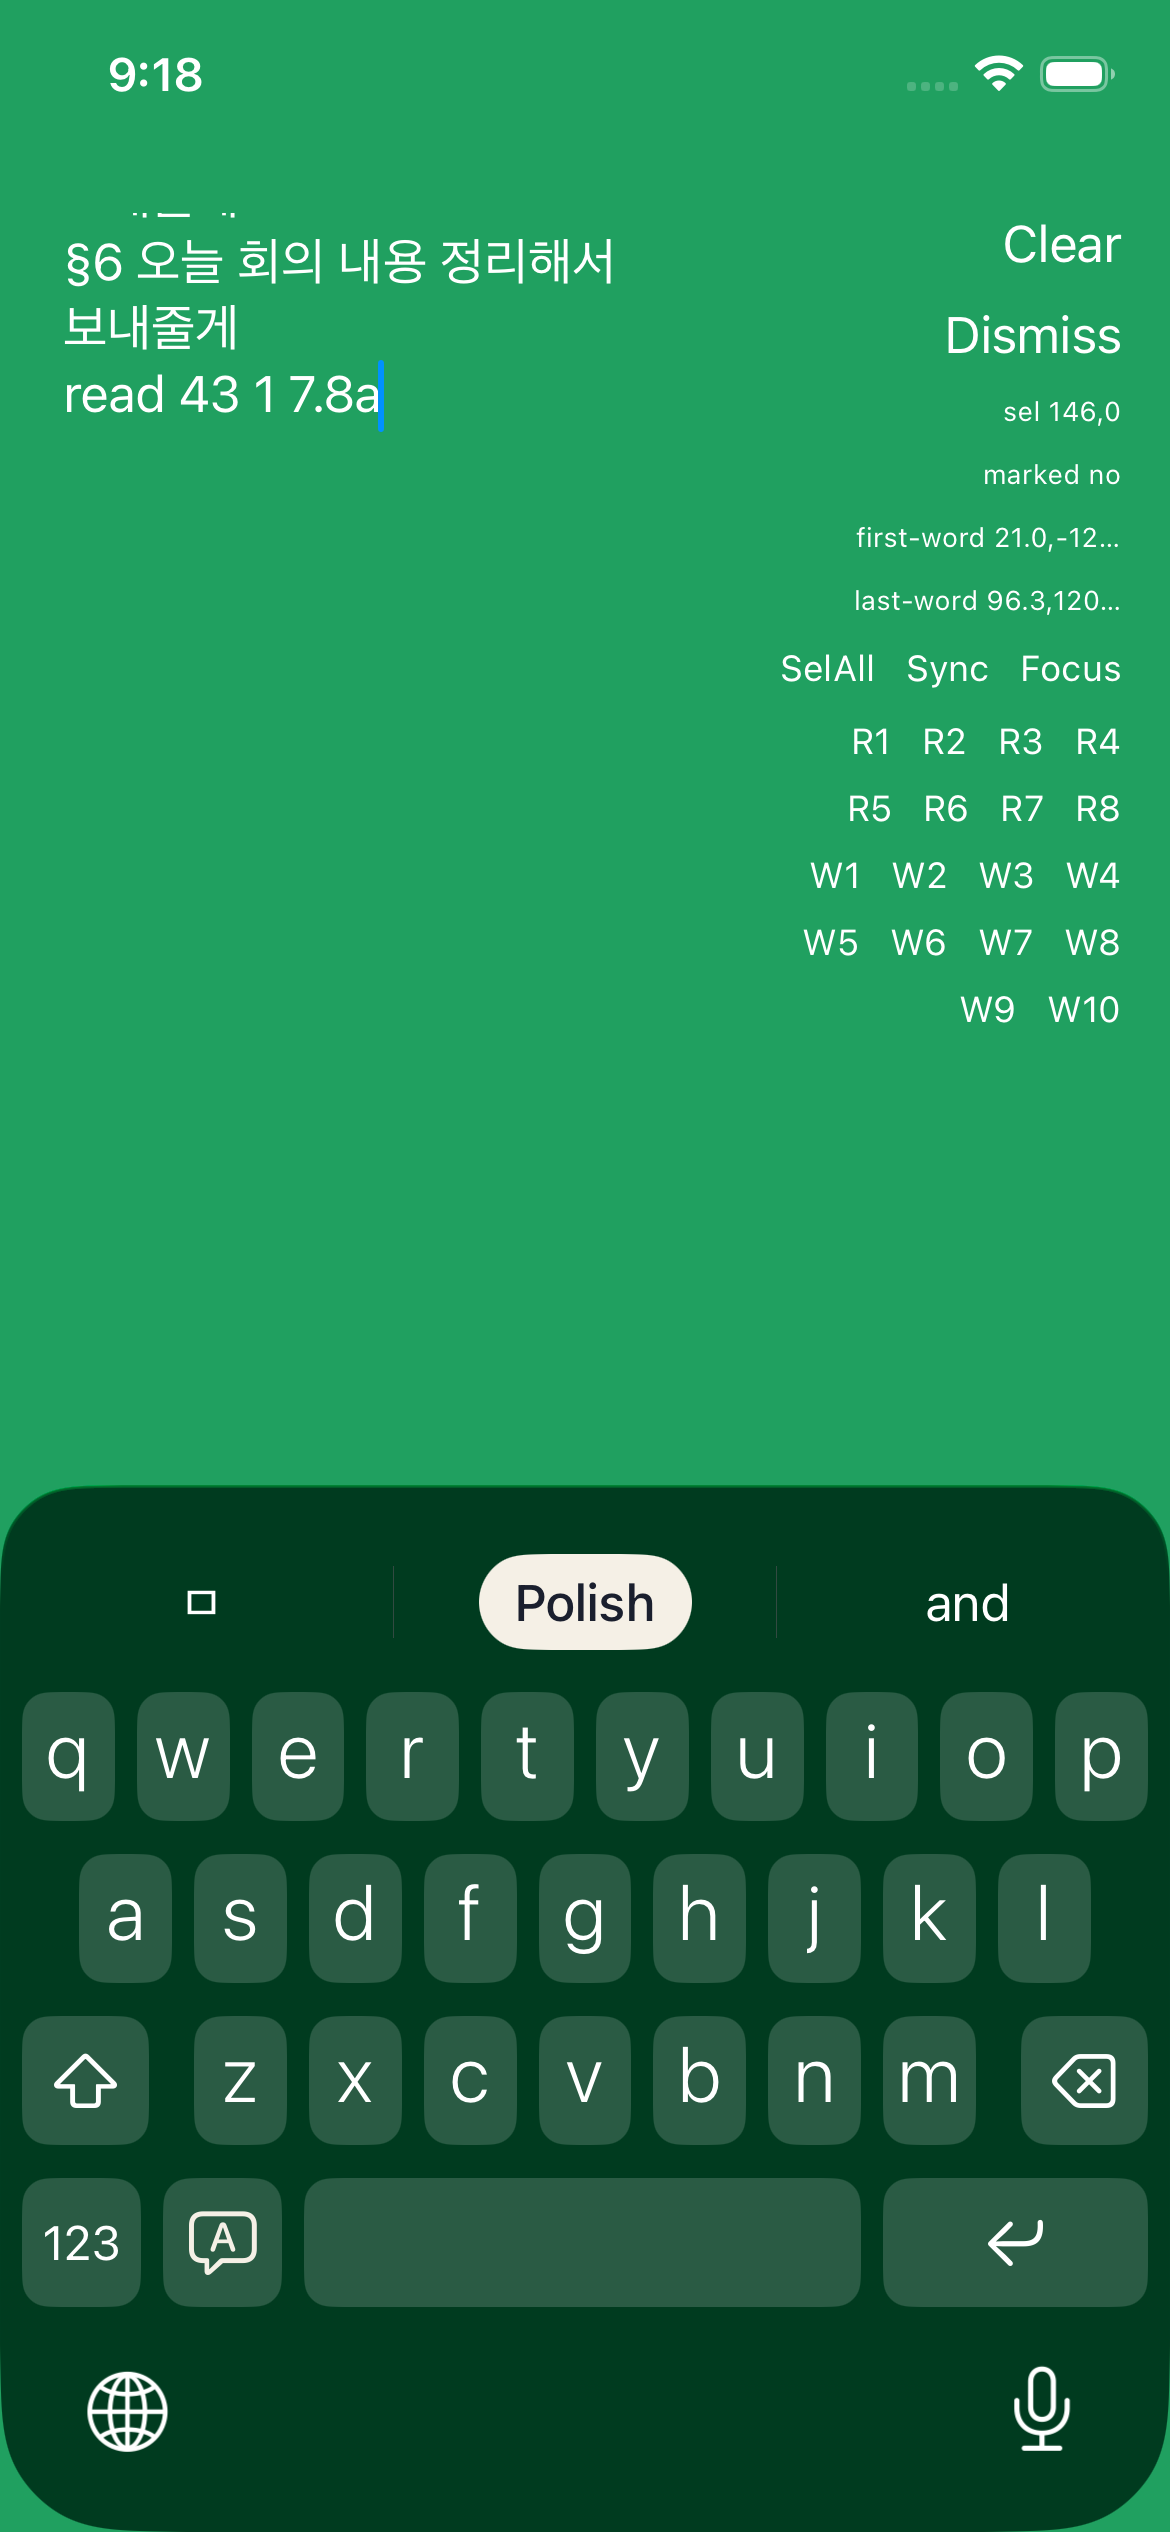 9:18
§6 오늘 회의 내용 정리해서
보내줄게
read 43 1 7.8a
Clear
Dismiss
sel 146,0
marked no
first-word 21.0,-12…
last-word 96.3,120…
SelAll Sync Focus
R1 R2 R3 R4
R5 R6 R7 R8
W1 W2 W3 W4
W5 W6 W7 W8
W9 W10
ㅁ Polish and
q w e r t y u i o p
a s d f g h j k l
z x c v b n m
123 A